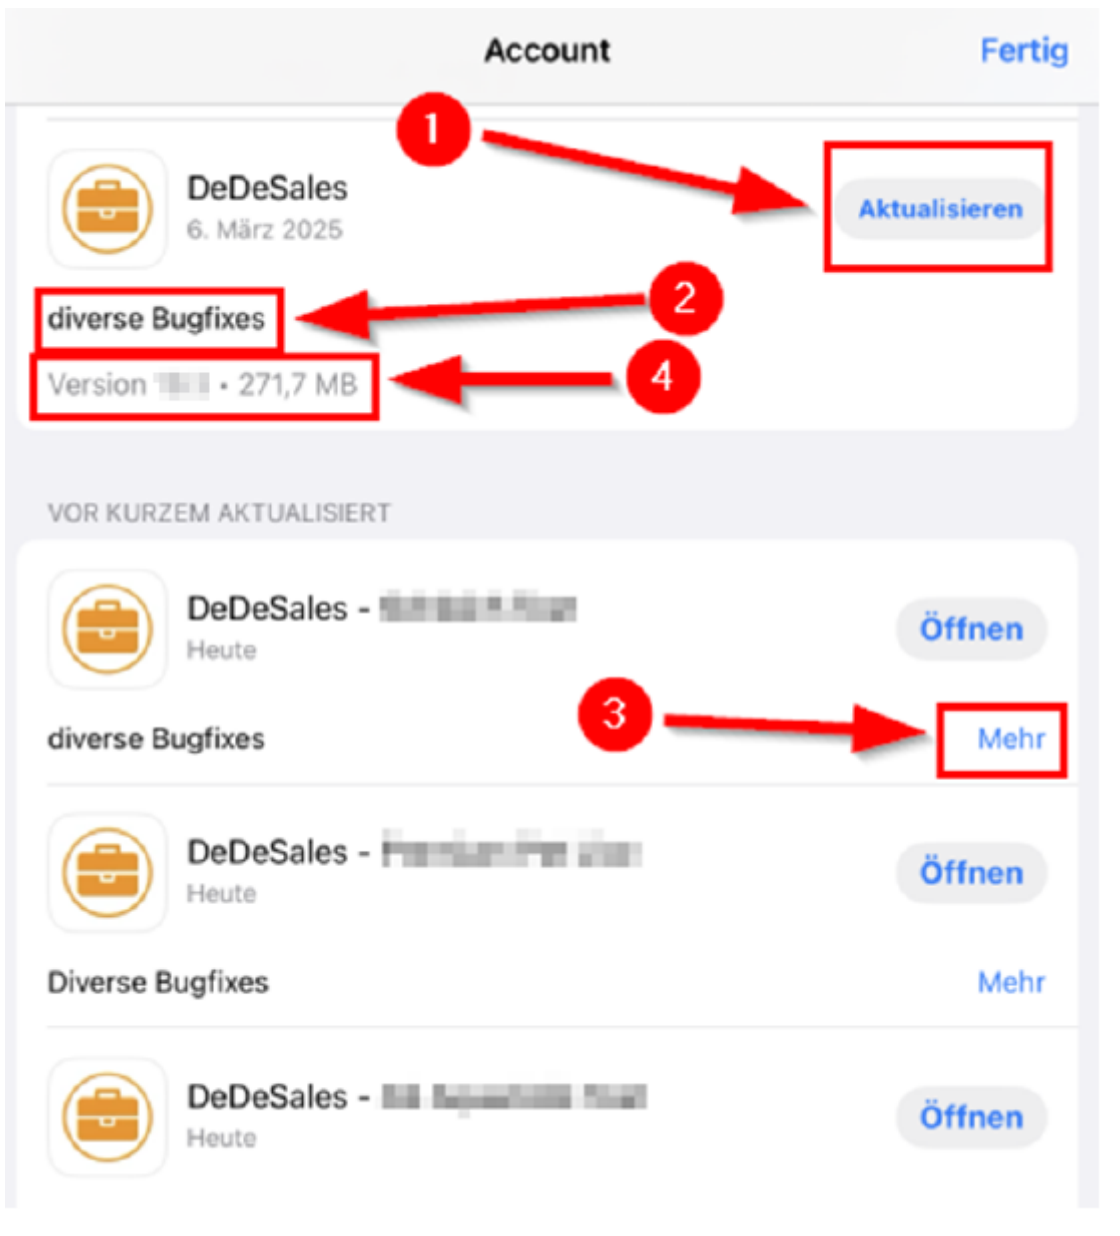 Account
Fertig
1
DeDeSales
6. März 2025
Aktualisieren
diverse Bugfixes
2
Version • 271,7 MB
4
VOR KURZEM AKTUALISIERT
DeDeSales -
Heute
Öffnen
diverse Bugfixes
3
Mehr
DeDeSales -
Heute
Öffnen
Diverse Bugfixes
Mehr
DeDeSales -
Heute
Öffnen